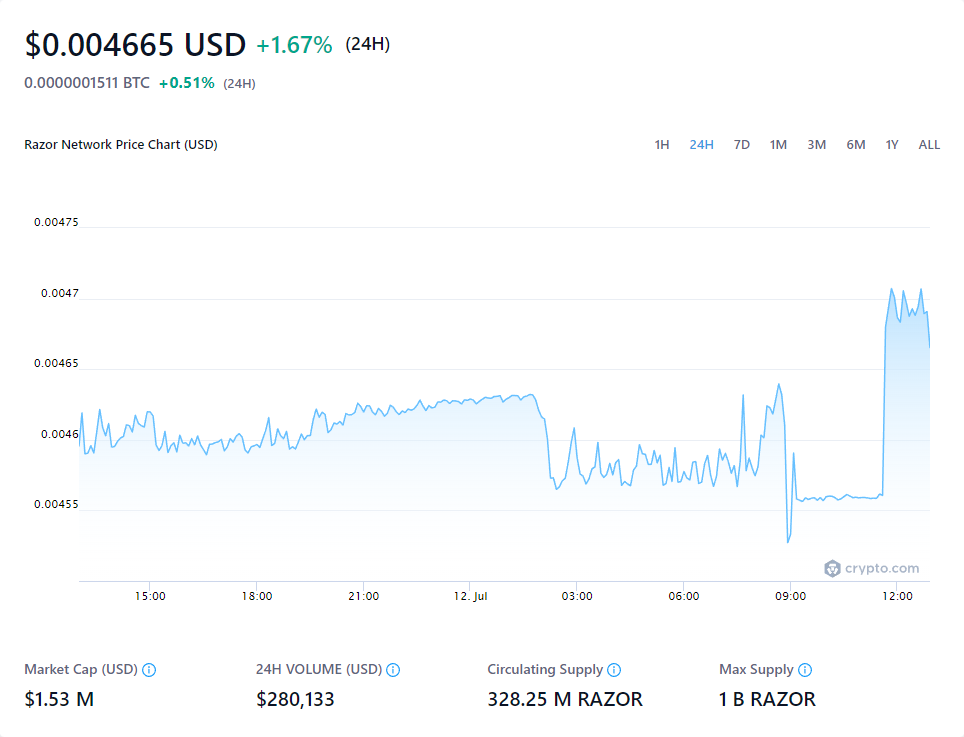 $0.004665 USD +1.67% (24H)
0.0000001511 BTC +0.51% (24H)
Razor Network Price Chart (USD) 1H 24H 7D 1M 3M 6M 1Y ALL
0.00475
0.0047
0.00465
0.0046
0.00455
crypto.com
15:00 18:00 21:00 12. Jul 03:00 06:00 09:00 12:00
Market Cap (USD) 24H VOLUME (USD) Circulating Supply Max Supply
$1.53 M $280,133 328.25 M RAZOR 1 B RAZOR